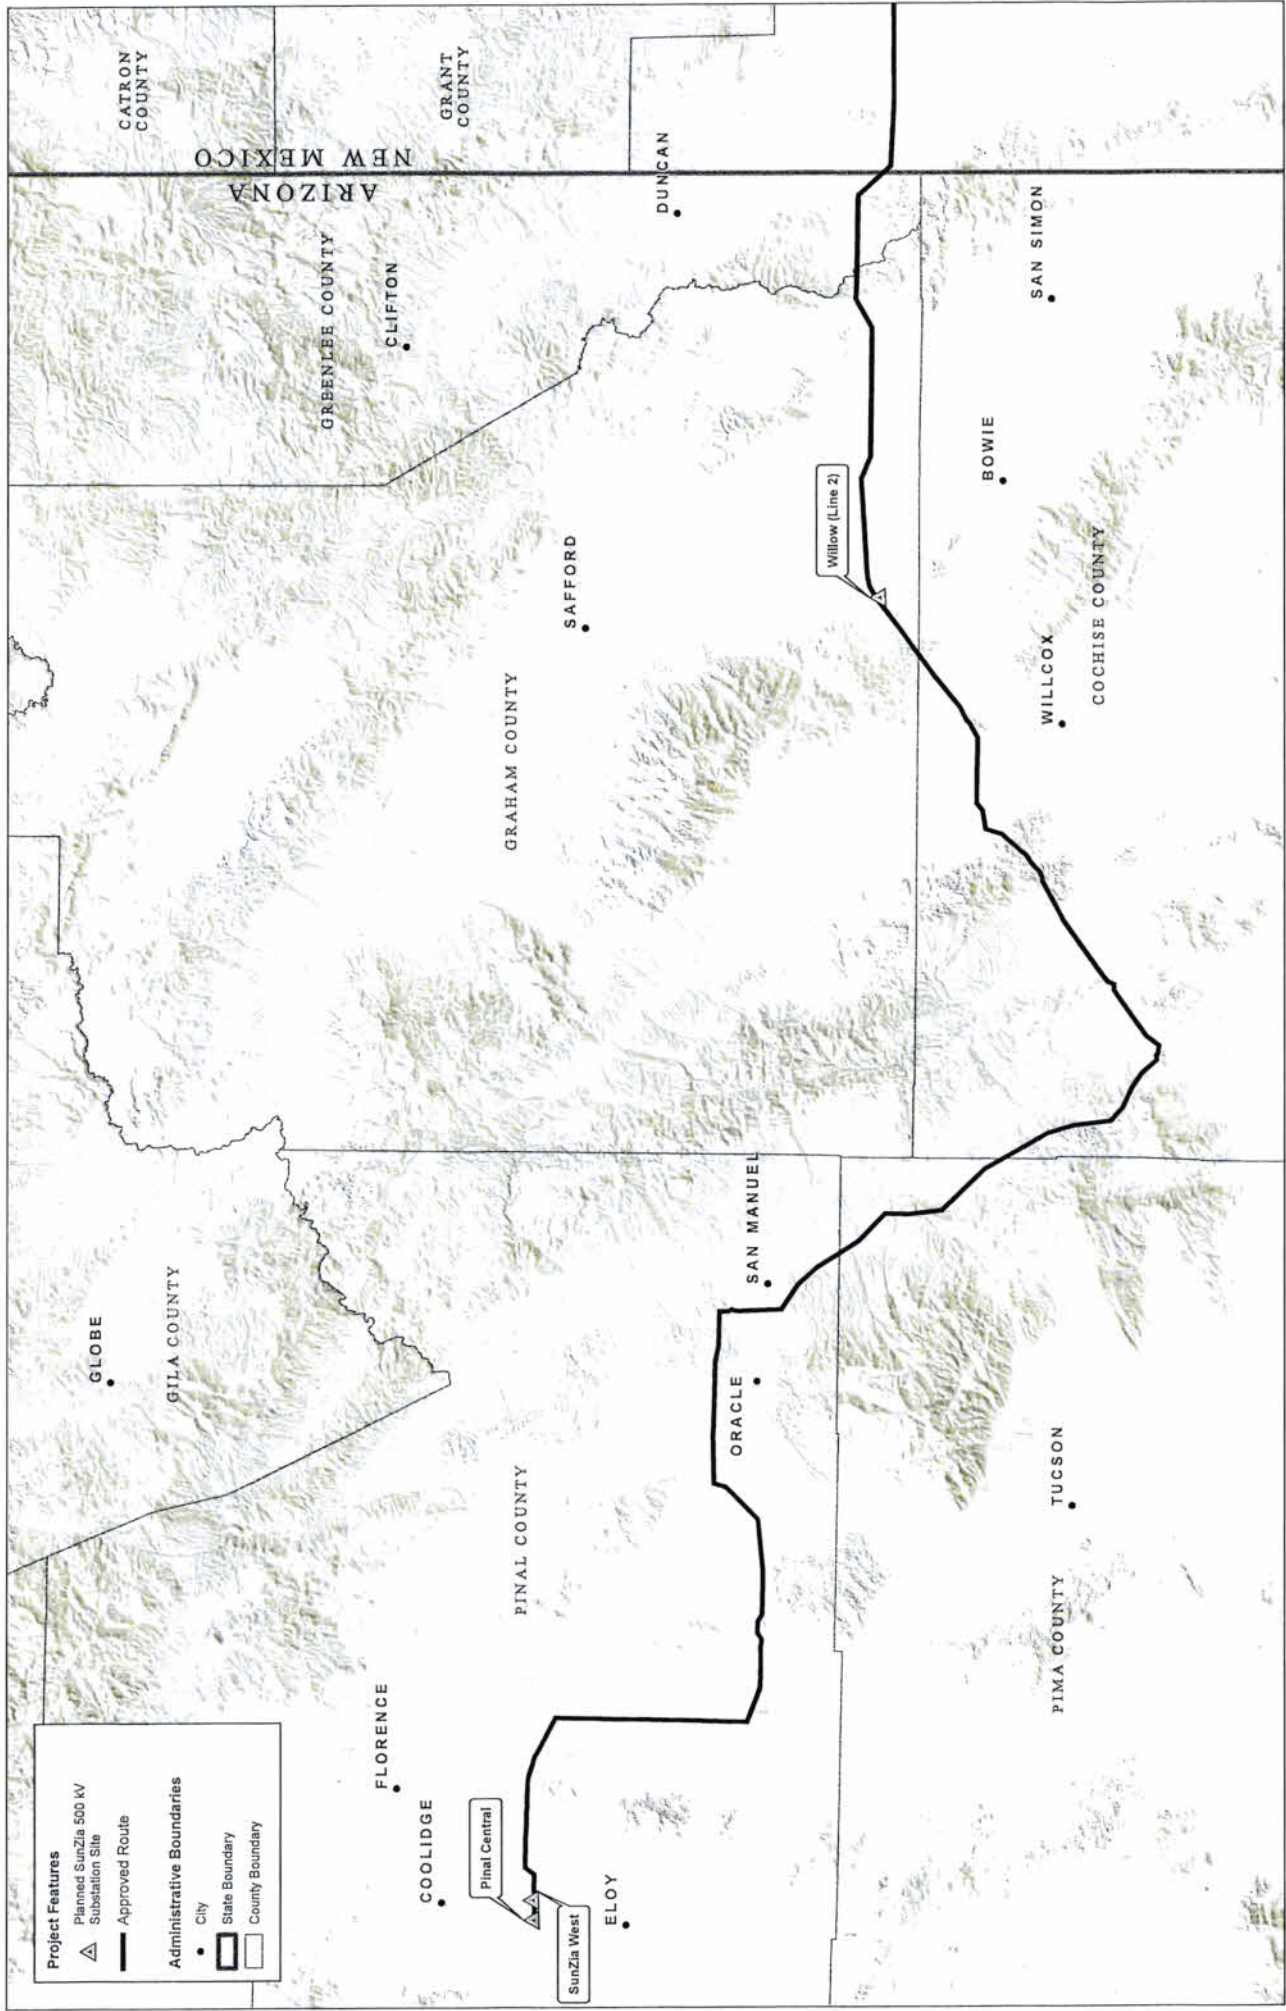 Project Features
Planned SunZia 500 kV
Substation Site
Approved Route
Administrative Boundaries
City
State Boundary
County Boundary
GLOBE
GILA COUNTY
CATRON
COUNTY
ARIZONA
NEW MEXICO
GREENLEE COUNTY
CLIFTON
GRANT
COUNTY
FLORENCE
COOLIDGE
Pinal Central
SunZia West
ELOY
PINAL COUNTY
GRAHAM COUNTY
SAFFORD
DUNCAN
ORACLE
SAN MANUEL
Willow (Line 2)
BOWIE
SAN SIMON
WILLCOX
COCHISE COUNTY
TUCSON
PIMA COUNTY